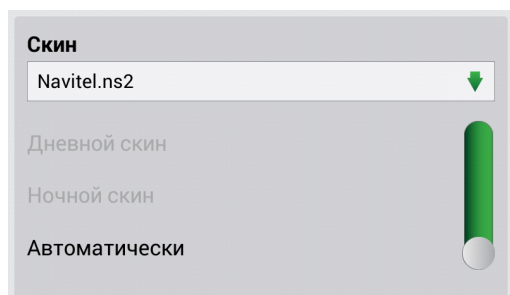 Скин
Navitel.ns2
Дневной скин
Ночной скин
Автоматически